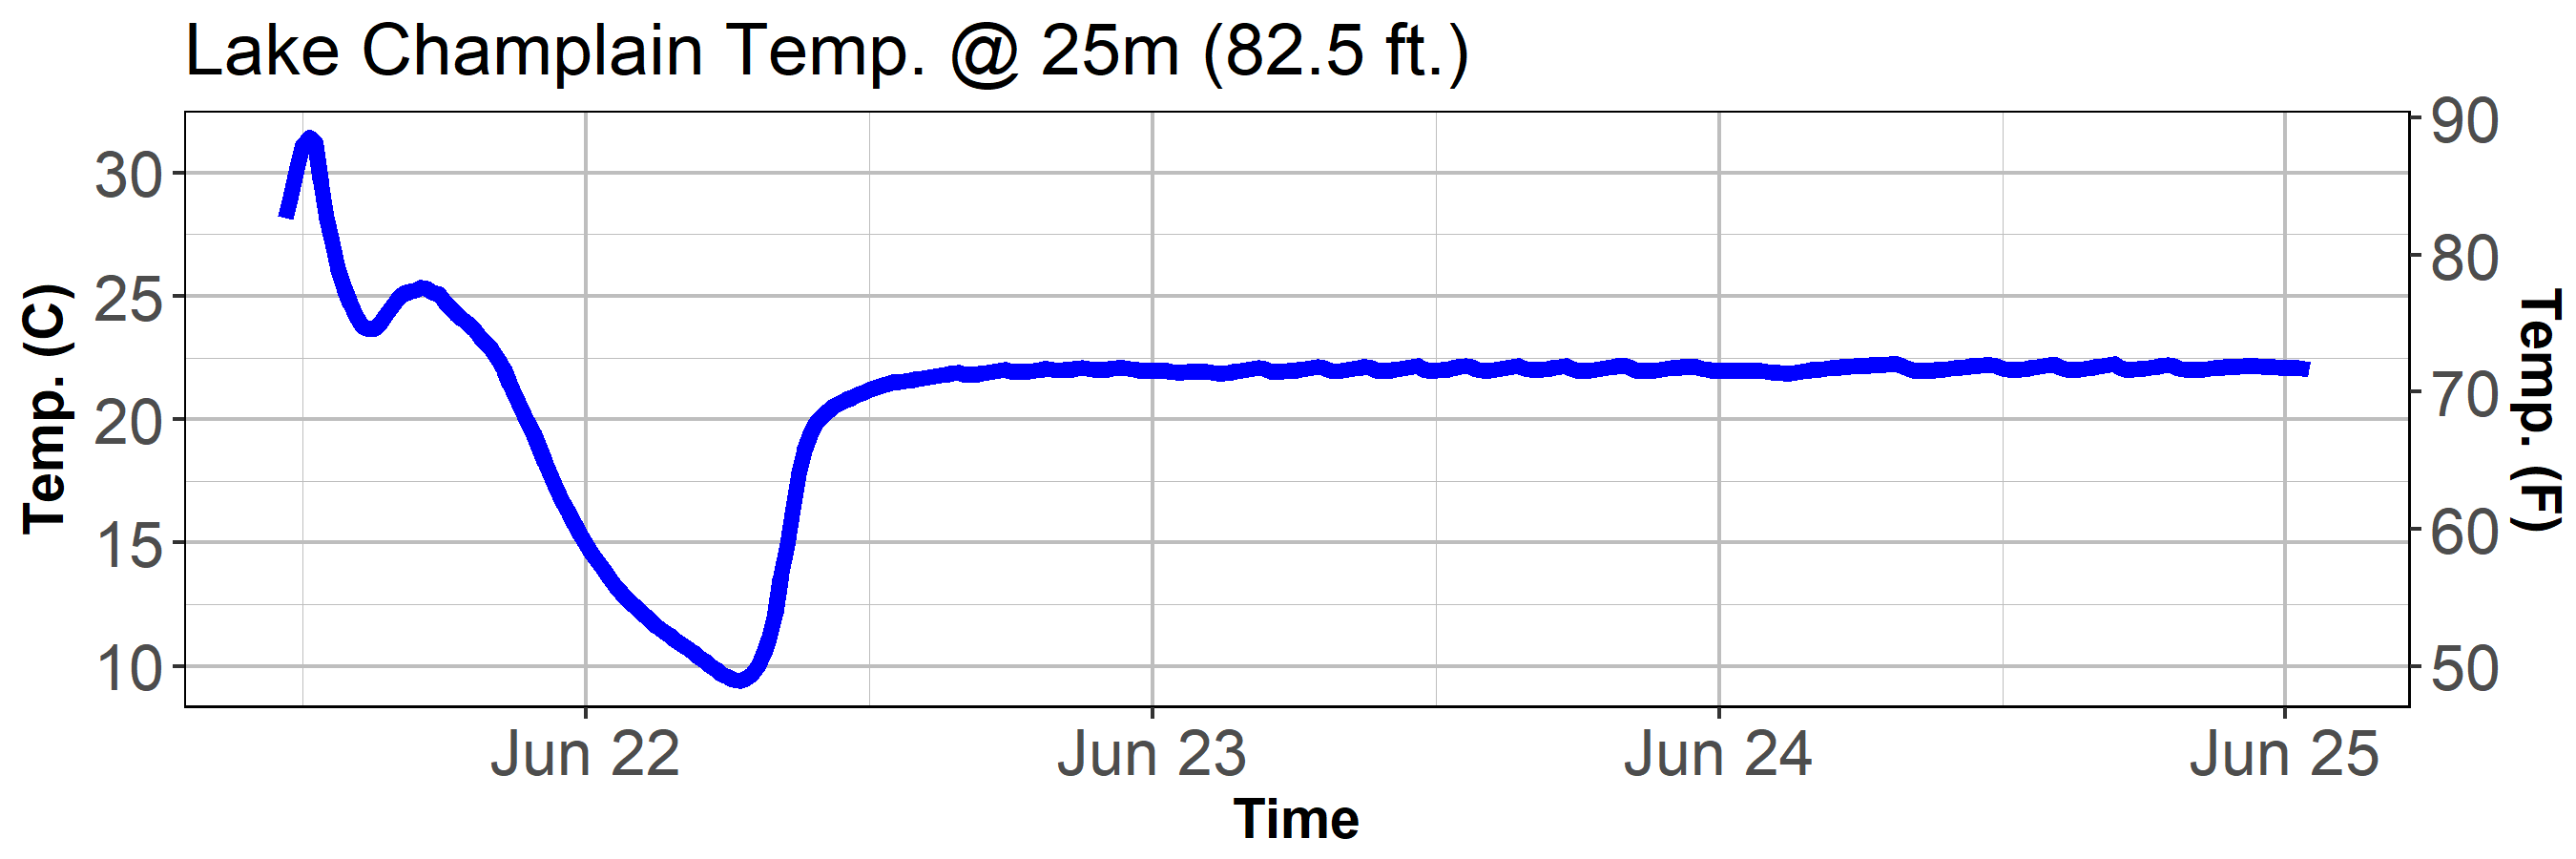 Lake Champlain Temp. @ 25m (82.5 ft.)
Temp. (C)
30
25
20
15
10
90
80
70
60
50
Temp. (F)
Jun 22 Jun 23 Jun 24 Jun 25
Time